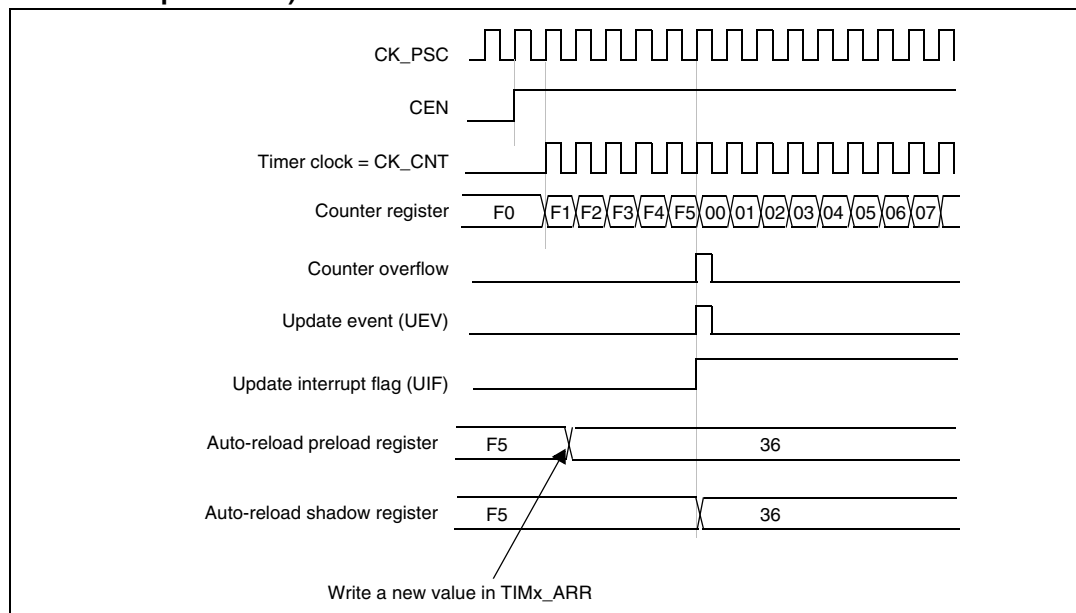 CK_PSC
CEN
Timer clock = CK_CNT
Counter register F0 F1 F2 F3 F4 F5 00 01 02 03 04 05 06 07
Counter overflow
Update event (UEV)
Update interrupt flag (UIF)
Auto-reload preload register F5 36
Auto-reload shadow register F5 36
Write a new value in TIMx_ARR